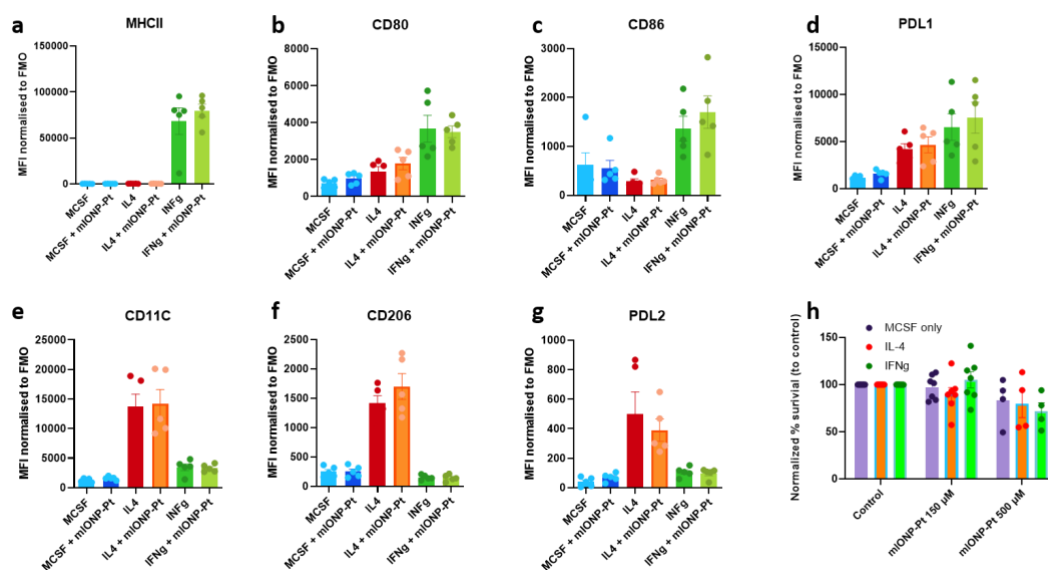 a
MHCII
MFI normalised to FMO
100000
75000
50000
25000
0
MCSF
MCSF + mIONP-Pt
IL4
IL4 + mIONP-Pt
INFg
IFNg + mIONP-Pt
b
CD80
MFI normalised to FMO
8000
6000
4000
2000
0
MCSF
MCSF + mIONP-Pt
IL4
IL4 + mIONP-Pt
INFg
IFNg + mIONP-Pt
c
CD86
MFI normalised to FMO
3000
2000
1000
0
MCSF
MCSF + mIONP-Pt
IL4
IL4 + mIONP-Pt
INFg
IFNg + mIONP-Pt
d
PDL1
MFI normalised to FMO
15000
10000
5000
0
MCSF
MCSF + mIONP-Pt
IL4
IL4 + mIONP-Pt
INFg
IFNg + mIONP-Pt
e
CD11C
MFI normalised to FMO
25000
20000
15000
10000
5000
0
MCSF
MCSF + mIONP-Pt
IL4
IL4 + mIONP-Pt
INFg
IFNg + mIONP-Pt
f
CD206
MFI normalised to FMO
2500
2000
1500
1000
500
0
MCSF
MCSF + mIONP-Pt
IL4
IL4 + mIONP-Pt
INFg
IFNg + mIONP-Pt
g
PDL2
MFI normalised to FMO
1000
800
600
400
200
0
MCSF
MCSF + mIONP-Pt
IL4
IL4 + mIONP-Pt
INFg
IFNg + mIONP-Pt
h
MCSF only
IL-4
IFNg
Normalized % surivial (to control)
150
100
50
0
Control
mIONP-Pt 150 µM
mIONP-Pt 500 µM